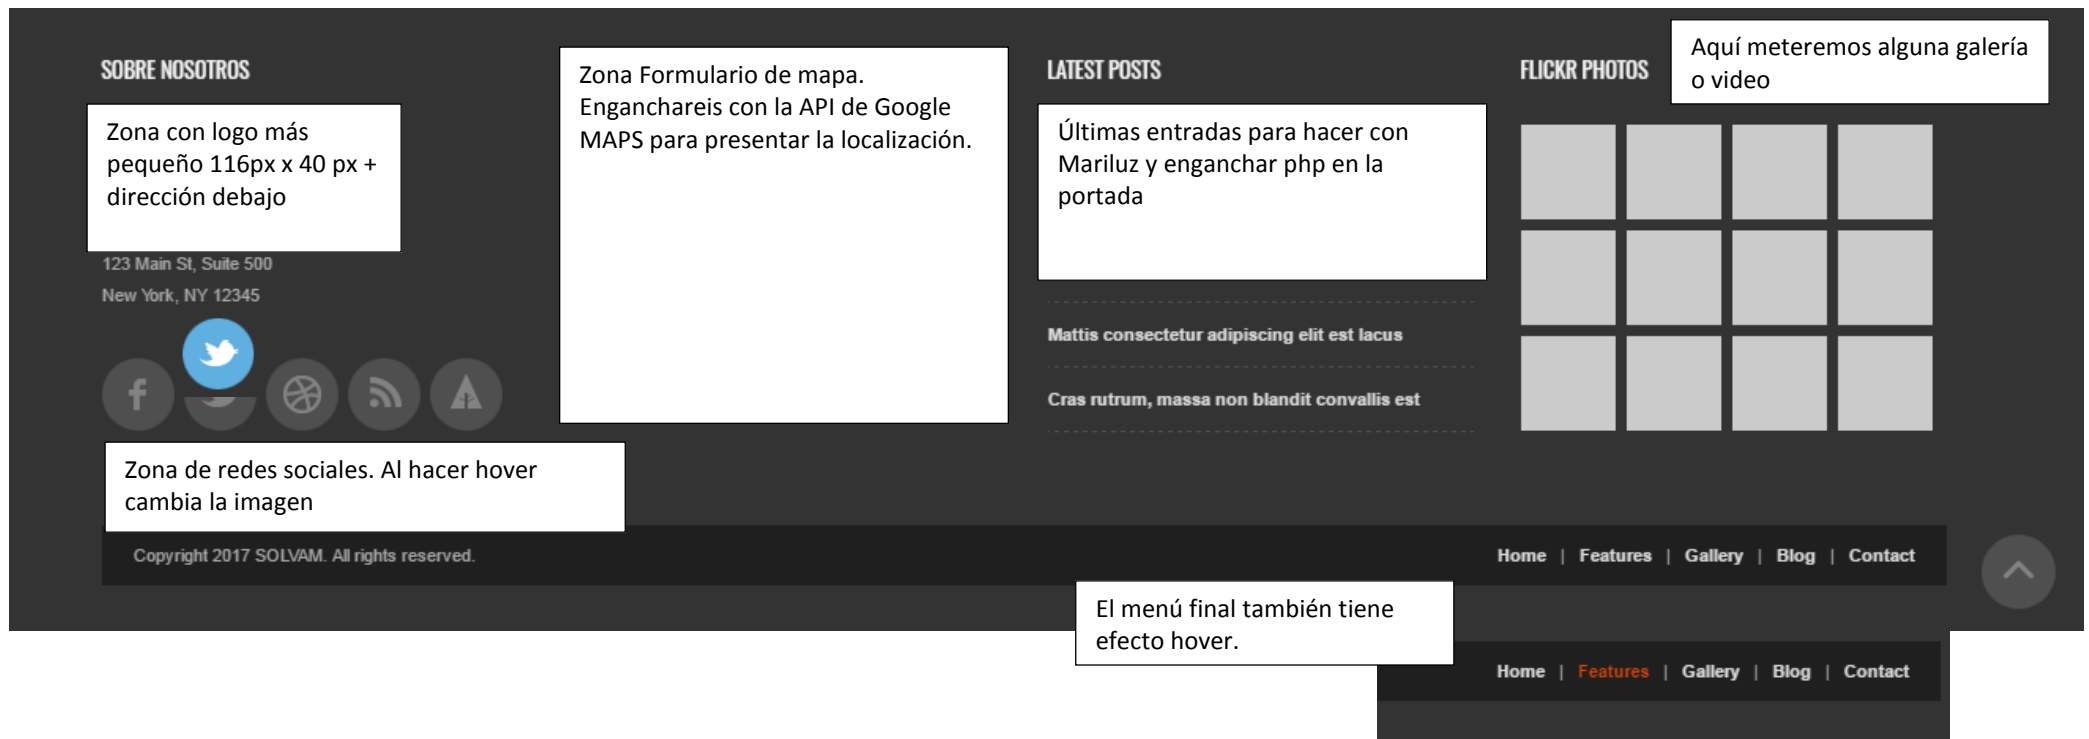 SOBRE NOSOTROS
Zona con logo más
pequeño 116px x 40 px +
dirección debajo
123 Main St, Suite 500
New York, NY 12345
f
Zona de redes sociales. Al hacer hover
cambia la imagen
Zona Formulario de mapa.
Enganchareis con la API de Google
MAPS para presentar la localización.
LATEST POSTS
Últimas entradas para hacer con
Mariluz y enganchar php en la
portada
Mattis consectetur adipiscing elit est lacus
Cras rutrum, massa non blandit convallis est
FLICKR PHOTOS
Aquí meteremos alguna galería
o video
Copyright 2017 SOLVAM. All rights reserved.
Home | Features | Gallery | Blog | Contact
El menú final también tiene
efecto hover.
Home | Features | Gallery | Blog | Contact